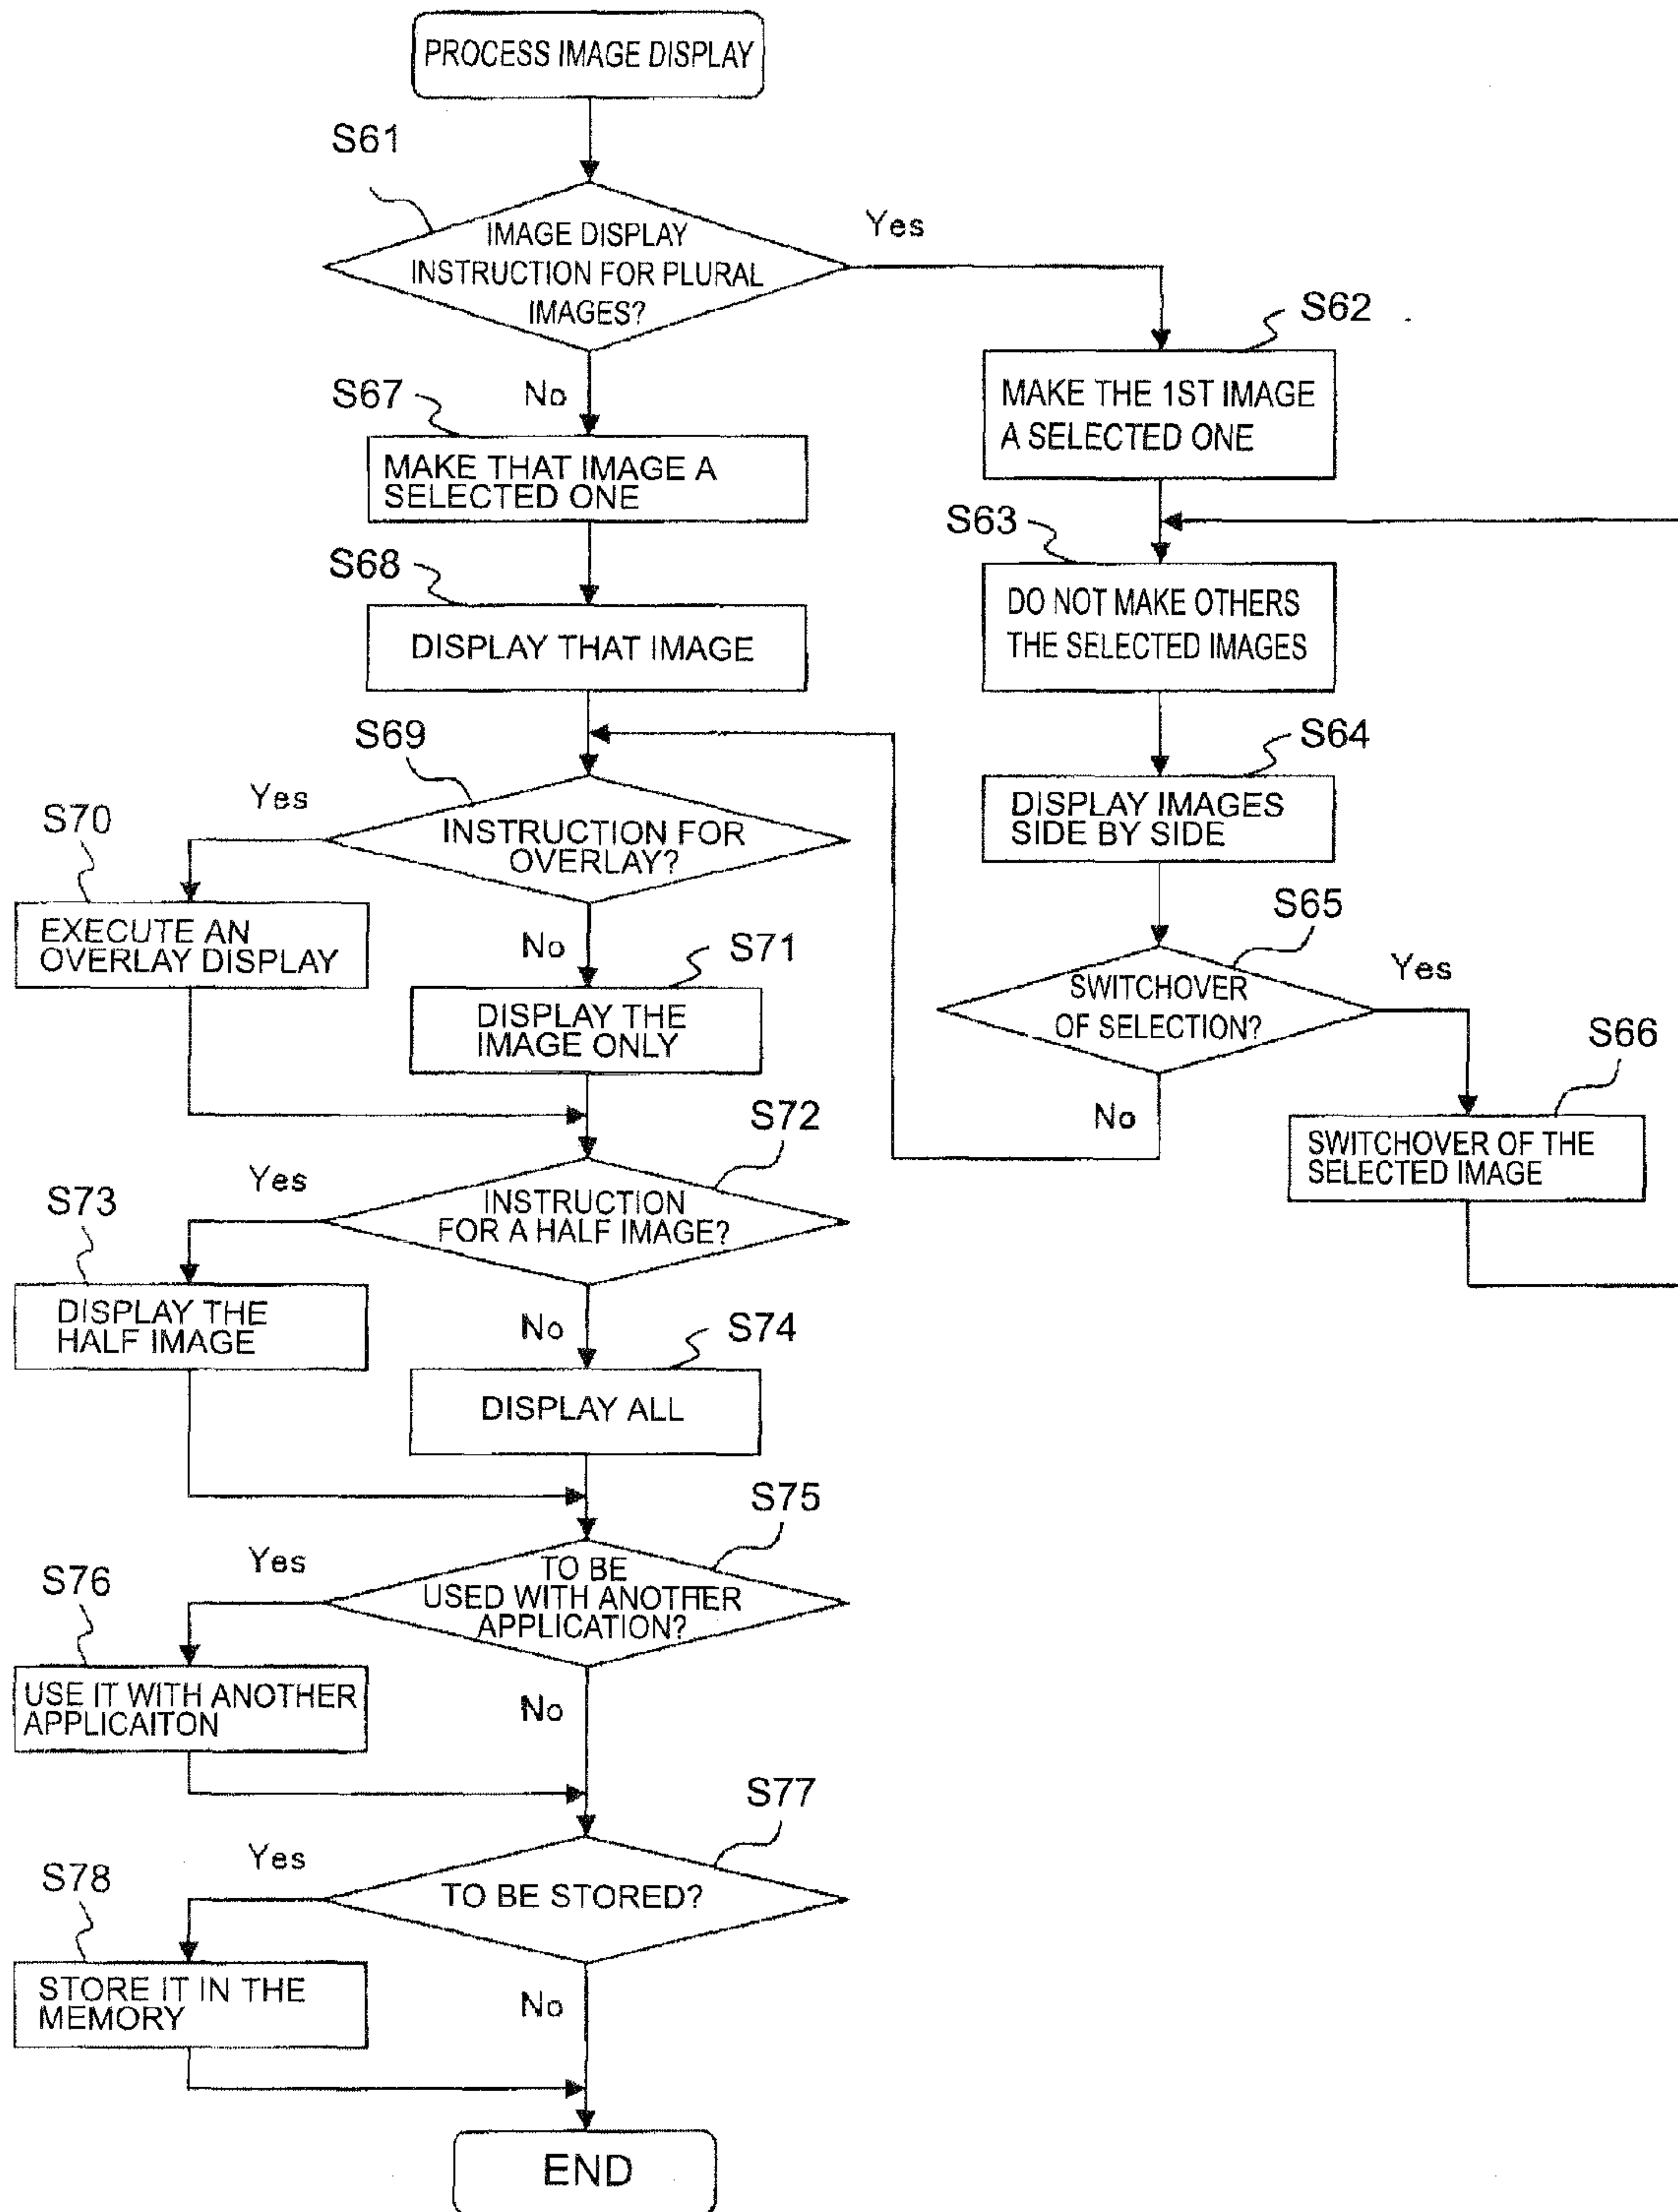 PROCESS IMAGE DISPLAY
S61
IMAGE DISPLAY
INSTRUCTION FOR PLURAL
IMAGES?
Yes
S62
MAKE THE 1ST IMAGE
A SELECTED ONE
No
S67
MAKE THAT IMAGE A
SELECTED ONE
S63
DO NOT MAKE OTHERS
THE SELECTED IMAGES
S68
DISPLAY THAT IMAGE
S64
DISPLAY IMAGES
SIDE BY SIDE
S69
INSTRUCTION FOR
OVERLAY?
Yes
S70
EXECUTE AN
OVERLAY DISPLAY
No
S71
DISPLAY THE
IMAGE ONLY
S65
SWITCHOVER
OF SELECTION?
Yes
S66
SWITCHOVER OF THE
SELECTED IMAGE
No
S72
INSTRUCTION
FOR A HALF IMAGE?
Yes
S73
DISPLAY THE
HALF IMAGE
No
S74
DISPLAY ALL
S75
TO BE
USED WITH ANOTHER
APPLICATION?
Yes
S76
USE IT WITH ANOTHER
APPLICAITON
No
S77
TO BE STORED?
Yes
S78
STORE IT IN THE
MEMORY
No
END